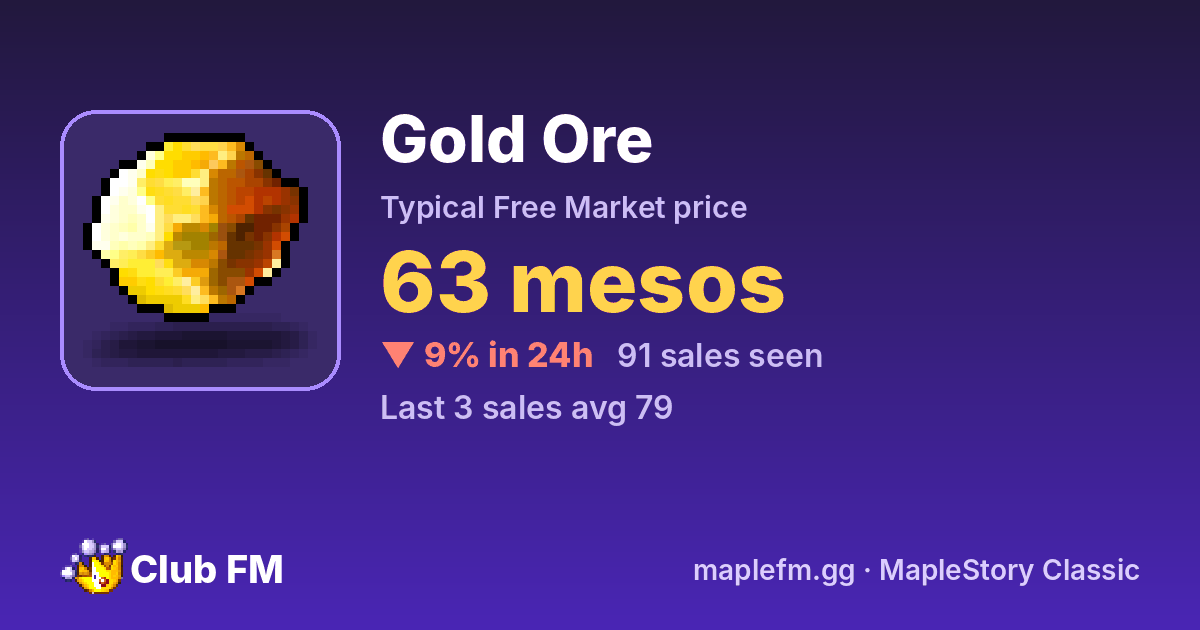 Gold Ore
Typical Free Market price
63 mesos
▼ 9% in 24h 91 sales seen
Last 3 sales avg 79
Club FM
maplefm.gg · MapleStory Classic